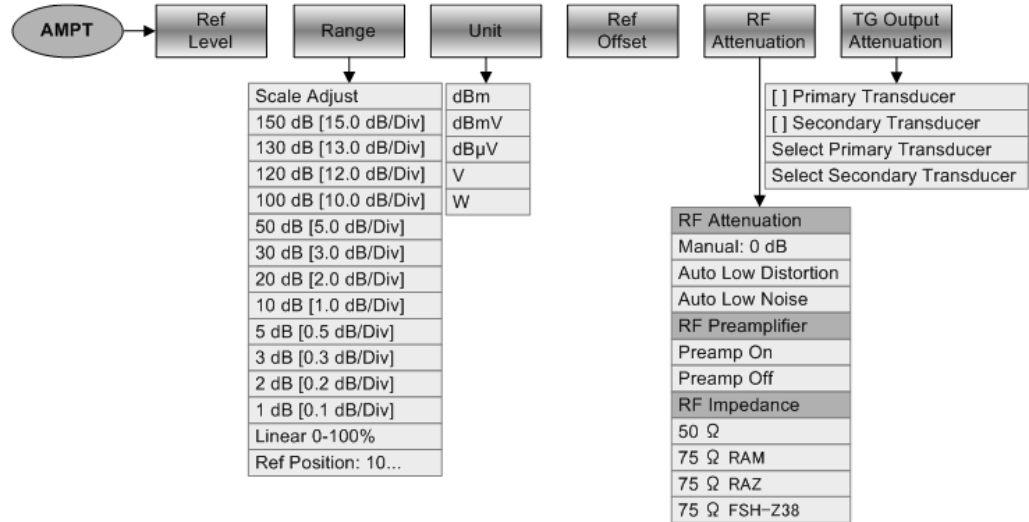 AMPT
Ref
Level
Range
Unit
Ref
Offset
RF
Attenuation
TG Output
Attenuation
Scale Adjust
150 dB [15.0 dB/Div]
130 dB [13.0 dB/Div]
120 dB [12.0 dB/Div]
100 dB [10.0 dB/Div]
50 dB [5.0 dB/Div]
30 dB [3.0 dB/Div]
20 dB [2.0 dB/Div]
10 dB [1.0 dB/Div]
5 dB [0.5 dB/Div]
3 dB [0.3 dB/Div]
2 dB [0.2 dB/Div]
1 dB [0.1 dB/Div]
Linear 0-100%
Ref Position: 10...
dBm
dBmV
dBµV
V
W
RF Attenuation
Manual: 0 dB
Auto Low Distortion
Auto Low Noise
RF Preamplifier
Preamp On
Preamp Off
RF Impedance
50 Ω
75 Ω RAM
75 Ω RAZ
75 Ω FSH-Z38
[ ] Primary Transducer
[ ] Secondary Transducer
Select Primary Transducer
Select Secondary Transducer